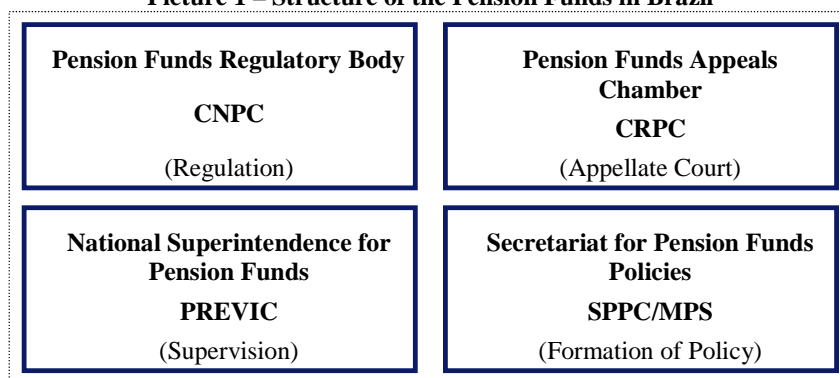 Picture 1 – Structure of the Pension Funds in Brazil
Pension Funds Regulatory Body
CNPC
(Regulation)
Pension Funds Appeals
Chamber
CRPC
(Appellate Court)
National Superintendence for
Pension Funds
PREVIC
(Supervision)
Secretariat for Pension Funds
Policies
SPPC/MPS
(Formation of Policy)